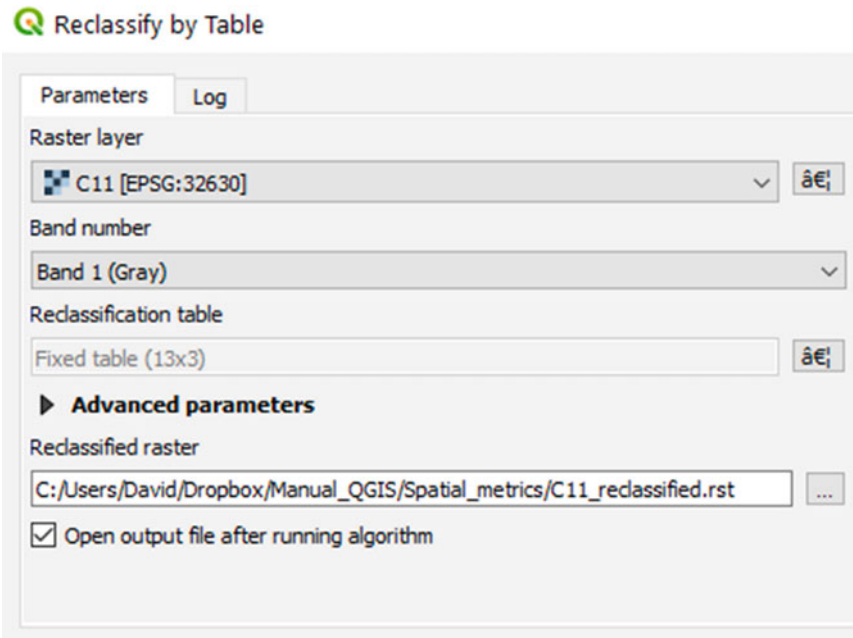 Reclassify by Table
Parameters
Log
Raster layer
C11 [EPSG:32630]
â€¦
Band number
Band 1 (Gray)
Reclassification table
Fixed table (13x3)
â€¦
Advanced parameters
Reclassified raster
C:/Users/David/Dropbox/Manual_QGIS/Spatial_metrics/C11_reclassified.rst
...
Open output file after running algorithm